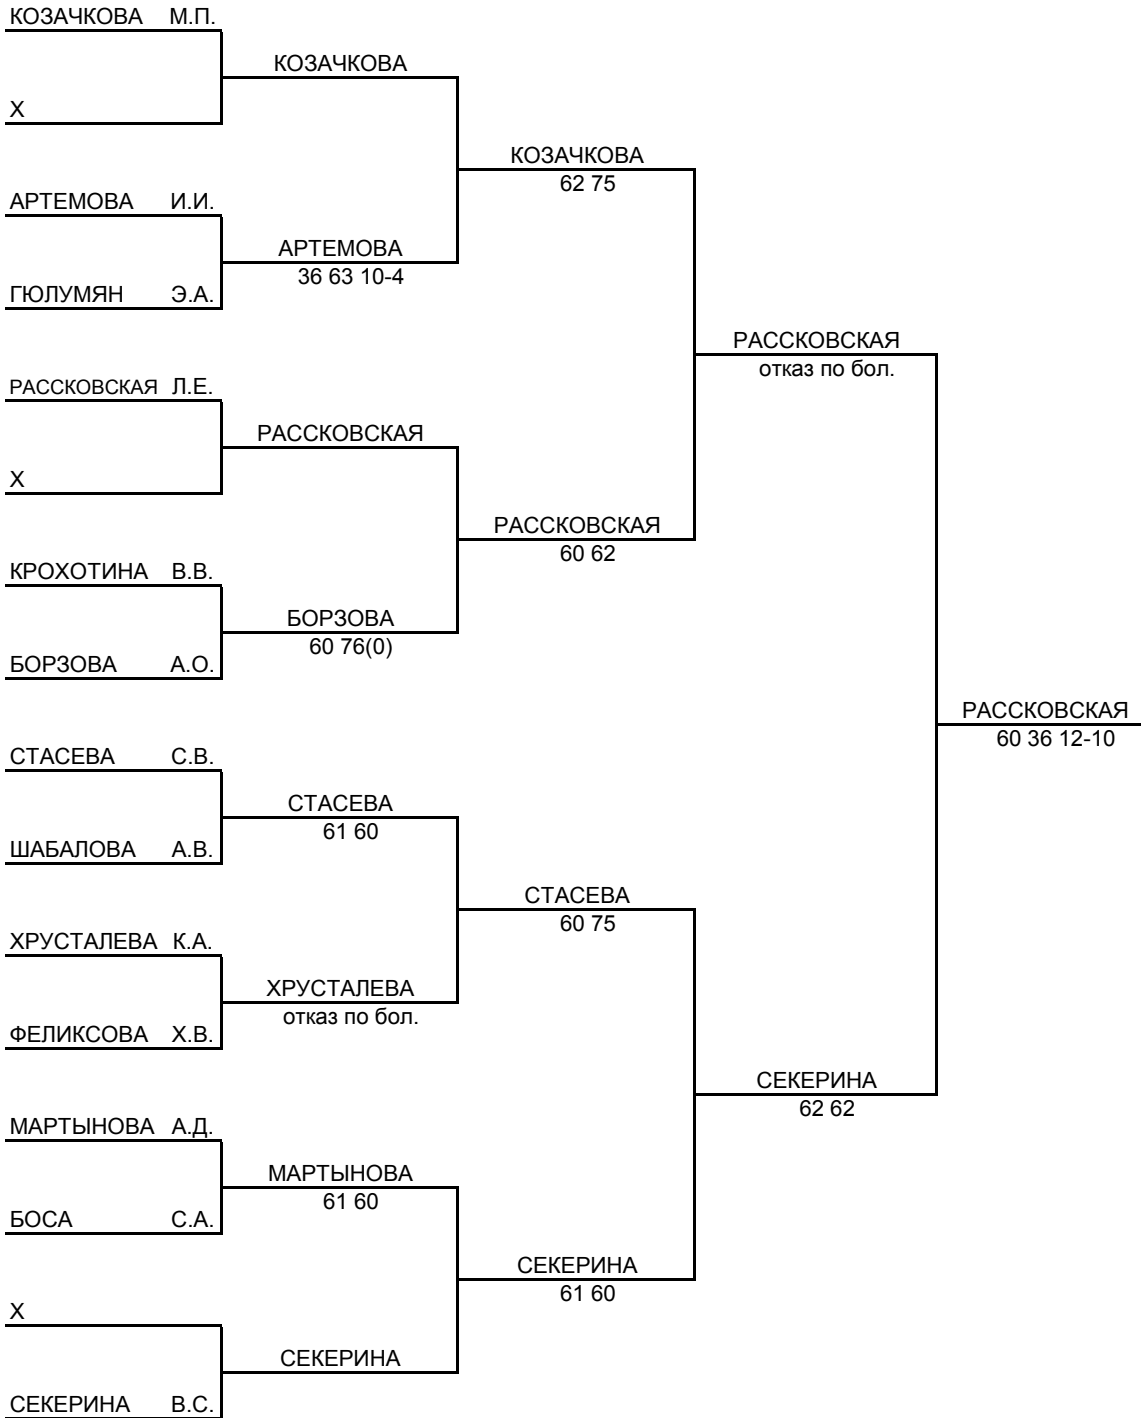 КОЗАЧКОВА М.П.
КОЗАЧКОВА
Х
КОЗАЧКОВА
62 75
АРТЕМОВА И.И.
АРТЕМОВА
36 63 10-4
ГЮЛУМЯН Э.А.
РАССКОВСКАЯ
отказ по бол.
РАССКОВСКАЯ Л.Е.
РАССКОВСКАЯ
Х
РАССКОВСКАЯ
60 62
КРОХОТИНА В.В.
БОРЗОВА
60 76(0)
БОРЗОВА А.О.
РАССКОВСКАЯ
60 36 12-10
СТАСЕВА С.В.
СТАСЕВА
61 60
ШАБАЛОВА А.В.
СТАСЕВА
60 75
ХРУСТАЛЕВА К.А.
ХРУСТАЛЕВА
отказ по бол.
ФЕЛИКСОВА Х.В.
СЕКЕРИНА
62 62
МАРТЫНОВА А.Д.
МАРТЫНОВА
61 60
БОСА С.А.
СЕКЕРИНА
61 60
Х
СЕКЕРИНА
СЕКЕРИНА В.С.